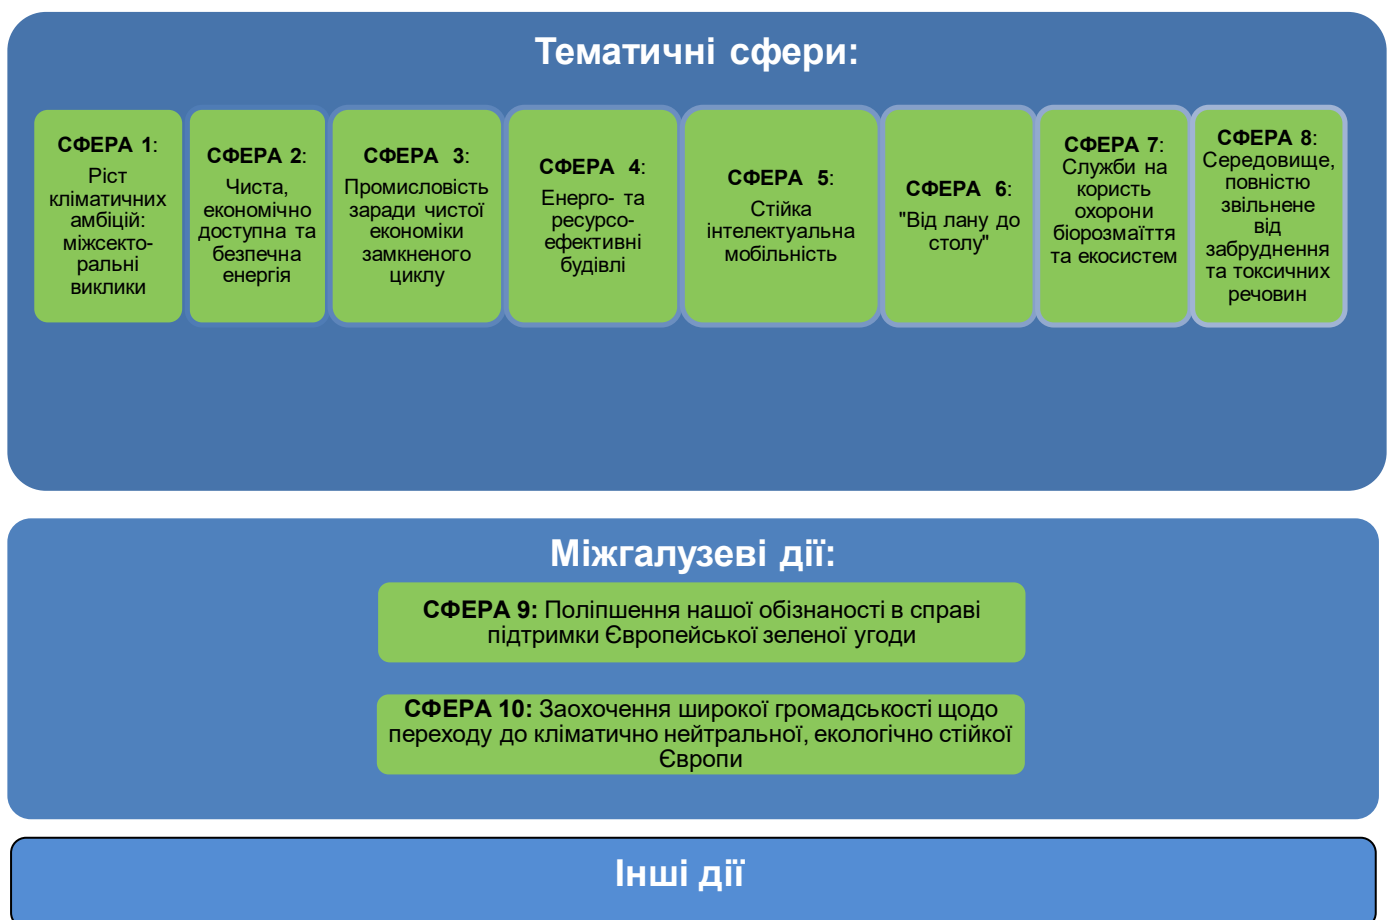 Тематичні сфери:
СФЕРА 1:
Ріст
кліматичних
амбіцій:
міжсекто-
ральні
виклики
СФЕРА 2:
Чиста,
економічно
доступна та
безпечна
енергія
СФЕРА 3:
Промисловість
заради чистої
економіки
замкненого
циклу
СФЕРА 4:
Енерго- та
ресурсо-
ефективні
будівлі
СФЕРА 5:
Стійка
інтелектуальна
мобільність
СФЕРА 6:
"Від лану до
столу"
СФЕРА 7:
Служби на
користь
охорони
біорозмаїття
та екосистем
СФЕРА 8:
Середовище,
повністю
звільнене
від
забруднення
та токсичних
речовин
Міжгалузеві дії:
СФЕРА 9: Поліпшення нашої обізнаності в справі
підтримки Європейської зеленої угоди
СФЕРА 10: Заохочення широкої громадськості щодо
переходу до кліматично нейтральної, екологічно стійкої
Європи
Інші дії